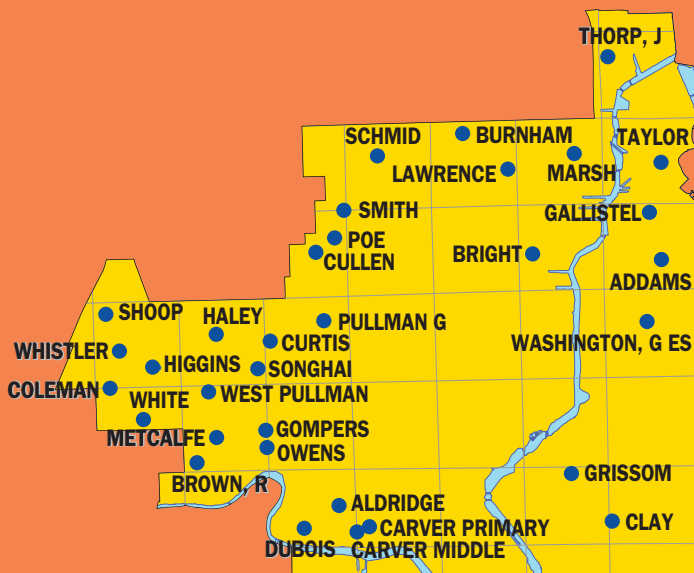 THORP, J
SCHMID
BURNHAM
TAYLOR
LAWRENCE
MARSH
SMITH
GALLISTEL
POE
CULLEN
BRIGHT
ADDAMS
SHOOP
HALEY
PULLMAN G
WHISTLER
CURTIS
WASHINGTON, G ES
HIGGINS
SONGHAI
COLEMAN
WHITE
WEST PULLMAN
METCALFE
GOMPERS
OWENS
BROWN, R
GRISSOM
ALDRIDGE
CARVER PRIMARY
CLAY
DUBOIS
CARVER MIDDLE